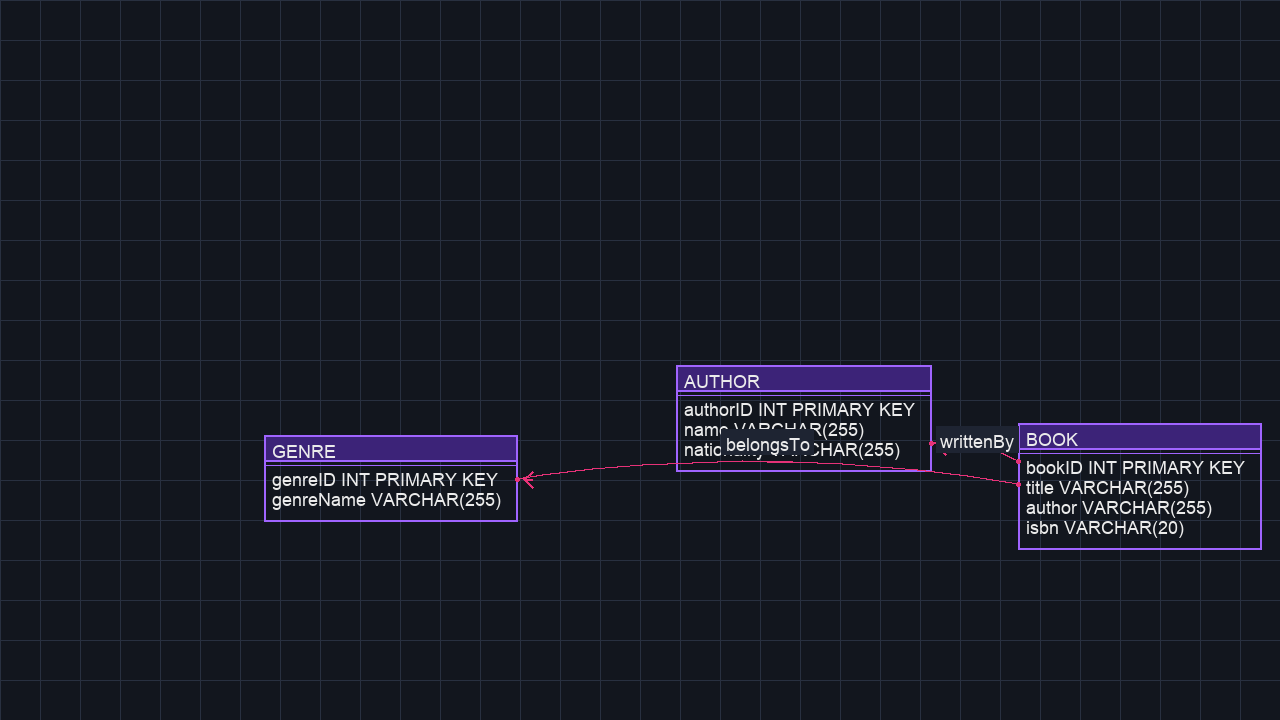 AUTHOR
authorID INT PRIMARY KEY
name VARCHAR(255)
nationality VARCHAR(255)
belongsTo
writtenBy
BOOK
bookID INT PRIMARY KEY
title VARCHAR(255)
author VARCHAR(255)
isbn VARCHAR(20)
GENRE
genreID INT PRIMARY KEY
genreName VARCHAR(255)